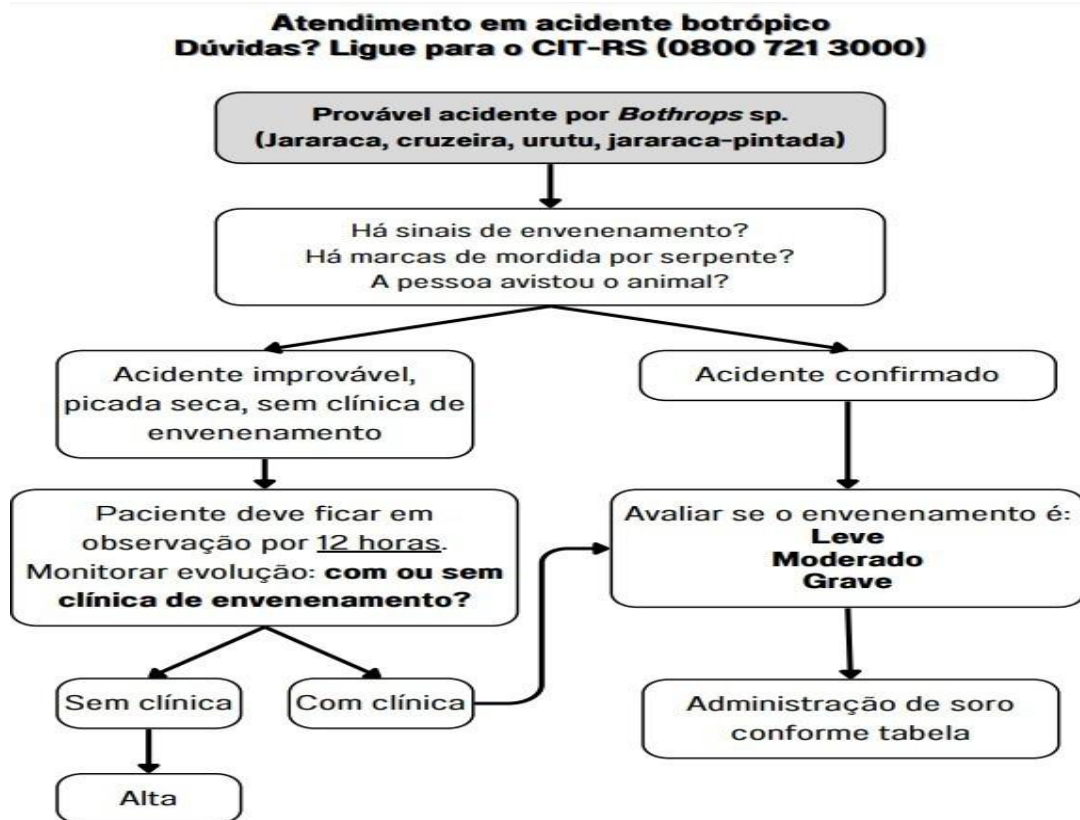 Atendimento em acidente botrópico
Dúvidas? Ligue para o CIT-RS (0800 721 3000)
Provável acidente por Bothrops sp.
(Jararaca, cruzeira, urutu, jararaca-pintada)
Há sinais de envenenamento?
Há marcas de mordida por serpente?
A pessoa avistou o animal?
Acidente improvável,
picada seca, sem clínica de
envenenamento
Acidente confirmado
Paciente deve ficar em
observação por 12 horas.
Monitorar evolução: com ou sem
clínica de envenenamento?
Avaliar se o envenenamento é:
Leve
Moderado
Grave
Sem clínica
Com clínica
Administração de soro
conforme tabela
Alta